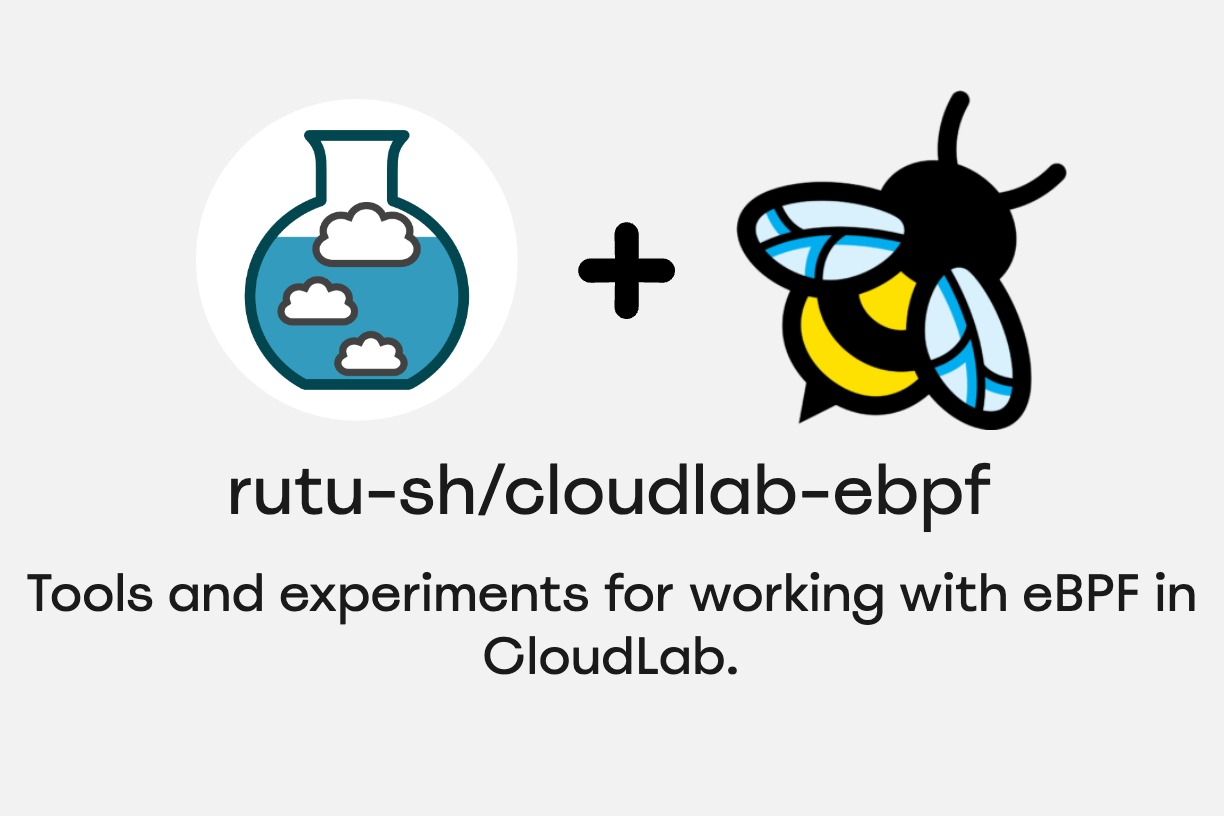 rutu-sh/cloudlab-ebpf
Tools and experiments for working with eBPF in
CloudLab.